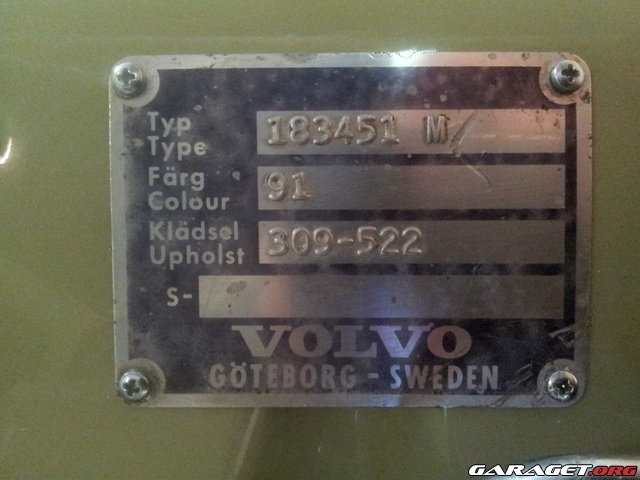 Typ
Type
183451 M
Färg
Colour
91
Klädsel
Upholst
309-522
S-
VOLVO
GÖTEBORG - SWEDEN
GARAGET.ORG